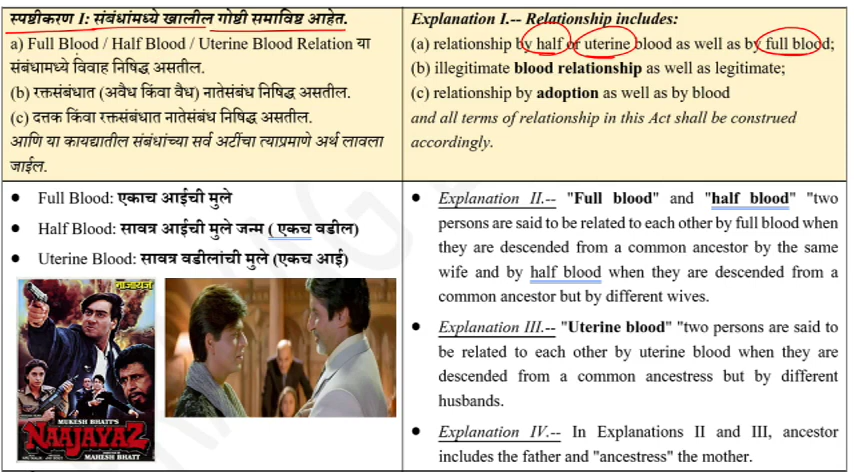 स्पष्टीकरण I: संबंधांमध्ये खालील गोष्टी समाविष्ट आहेत.
a) Full Blood / Half Blood / Uterine Blood Relation या
संबंधामध्ये विवाह निषिद्ध असतील.
(b) रक्तसंबंधात (अवैध किंवा वैध) नातेसंबंध निषिद्ध असतील.
(c) दत्तक किंवा रक्तसंबंधात नातेसंबंध निषिद्ध असतील.
आणि या कायद्यातील संबंधांच्या सर्व अटींचा त्याप्रमाणे अर्थ लावला
जाईल.
Explanation I.-- Relationship includes:
(a) relationship by half or uterine blood as well as by full blood;
(b) illegitimate blood relationship as well as legitimate;
(c) relationship by adoption as well as by blood
and all terms of relationship in this Act shall be construed
accordingly.
● Full Blood: एकाच आईची मुले
● Half Blood: सावत्र आईची मुले जन्म ( एकच वडील)
● Uterine Blood: सावत्र वडीलांची मुले (एकच आई)
नाजायज़
MUKESH BHATT'S
NAAJAYAZ
MAHESH BHATT
● Explanation II.-- "Full blood" and "half blood" "two
persons are said to be related to each other by full blood when
they are descended from a common ancestor by the same
wife and by half blood when they are descended from a
common ancestor but by different wives.
● Explanation III.-- "Uterine blood" "two persons are said to
be related to each other by uterine blood when they are
descended from a common ancestress but by different
husbands.
● Explanation IV.-- In Explanations II and III, ancestor
includes the father and "ancestress" the mother.